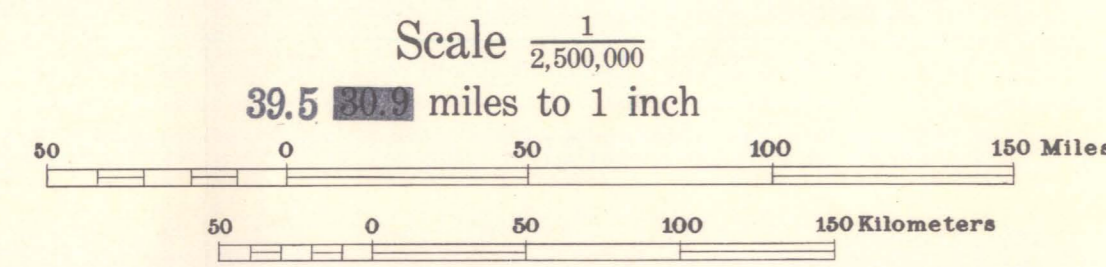 Scale 1/2,500,000
39.5 30.9 miles to 1 inch
50 0 50 100 150 Miles
50 0 50 100 150 Kilometers